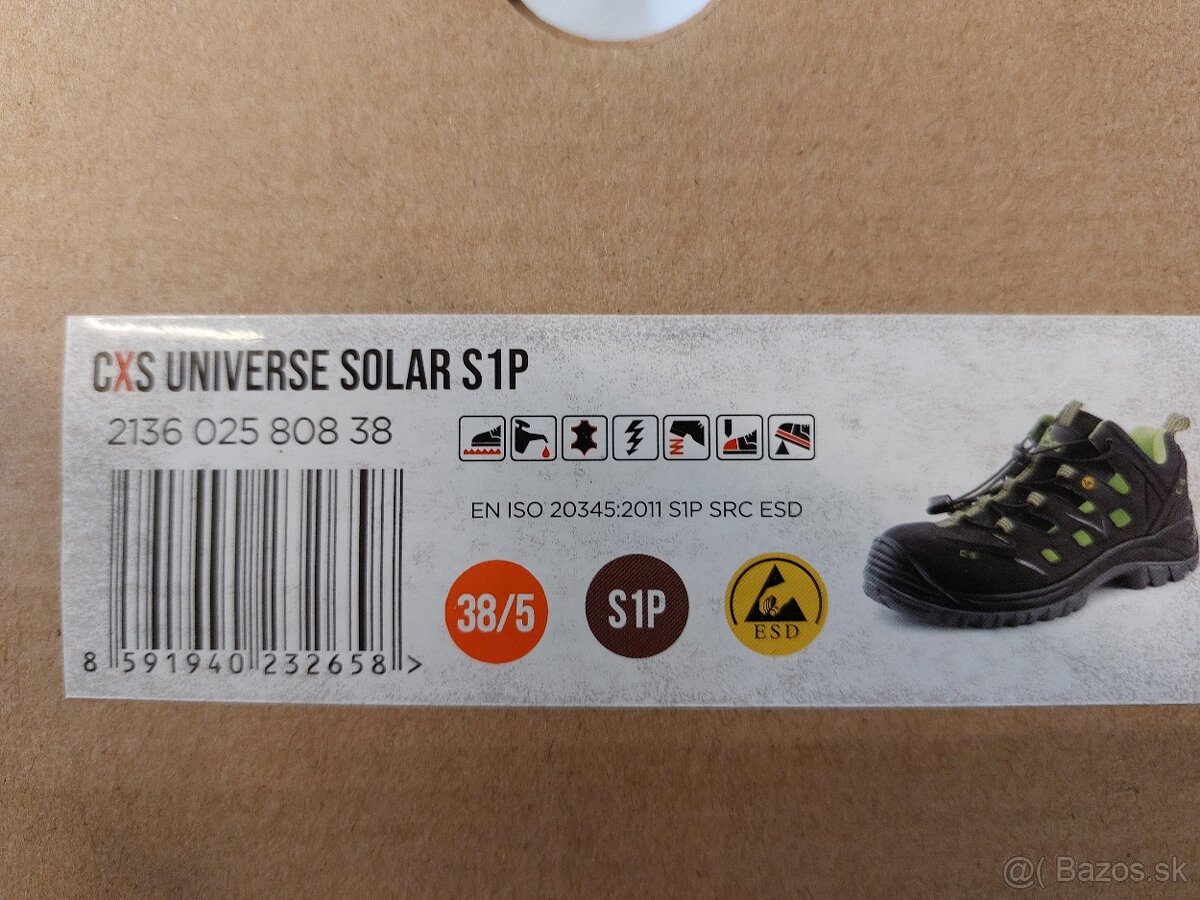 CXS UNIVERSE SOLAR S1P
2136 025 808 38
EN ISO 20345:2011 S1P SRC ESD
38/5
S1P
ESD
8 591940 232658 >
@( Bazos.sk